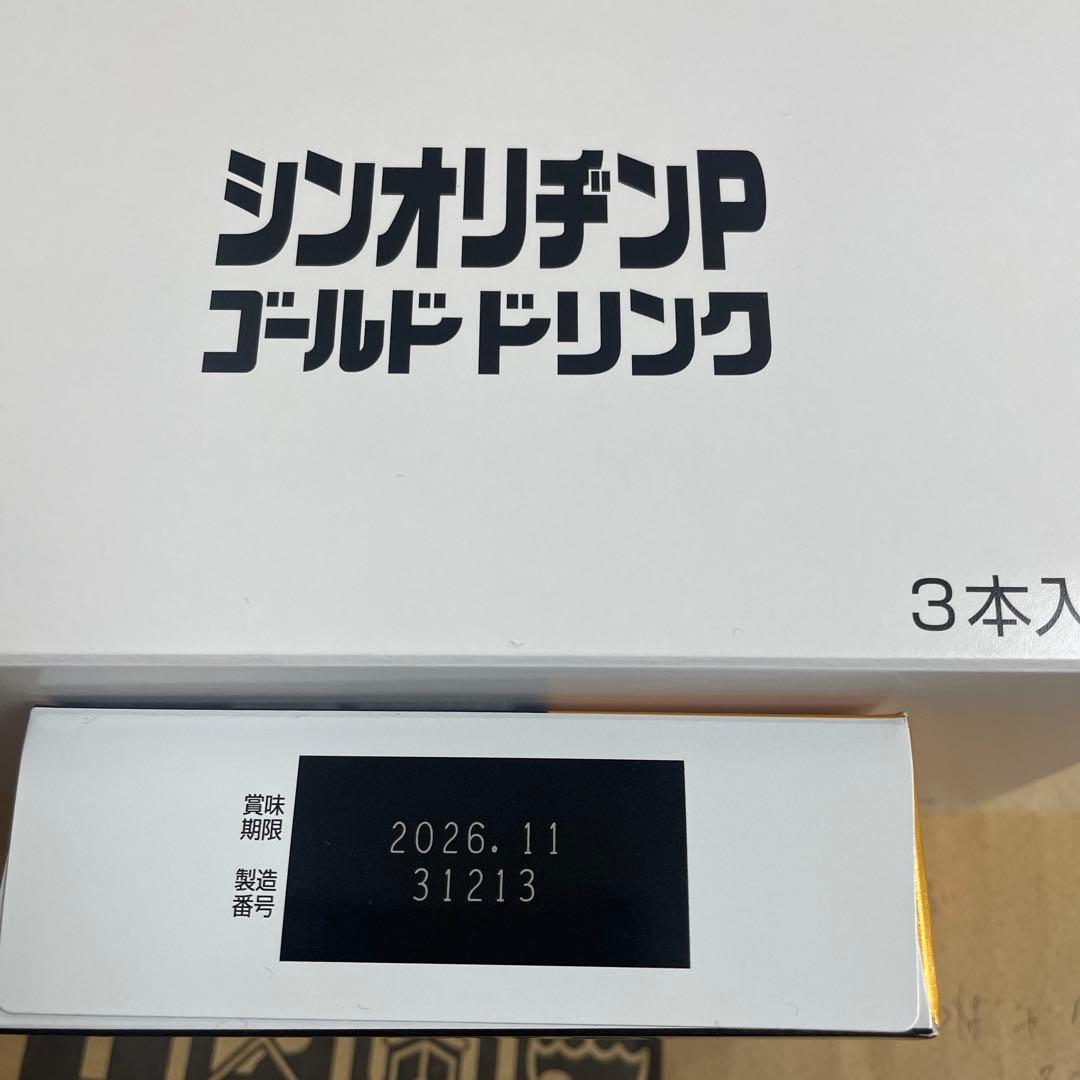 シンオリヂンP
ゴールドドリンク
3本入
賞味
期限
2026.11
製造
番号
31213